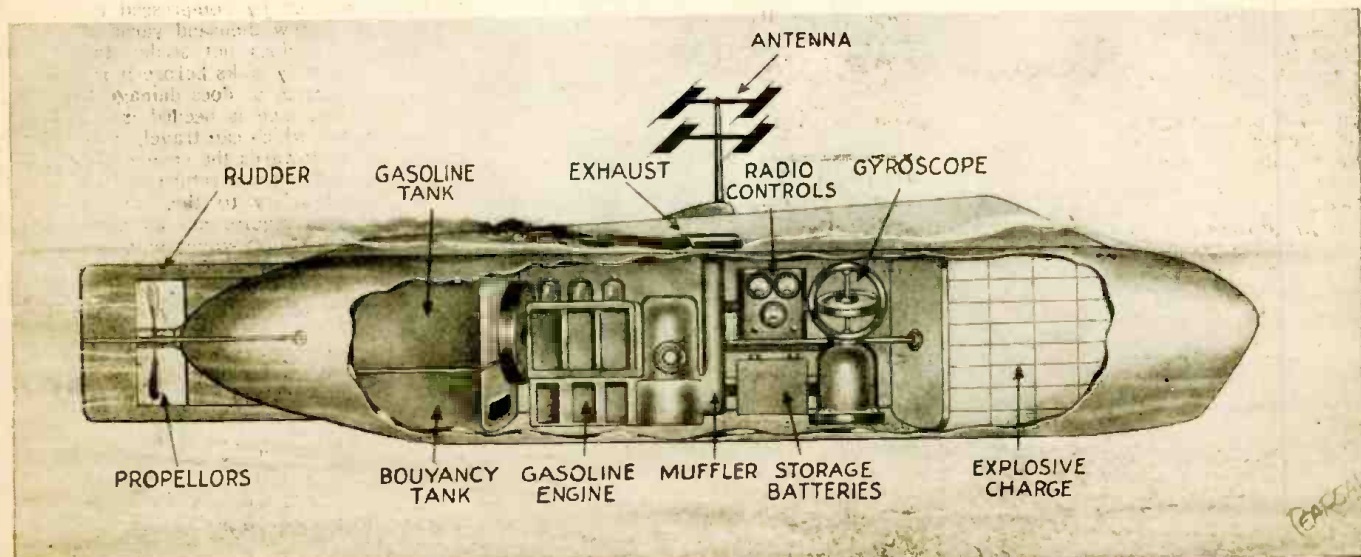 ANTENNA
RUDDER
GASOLINE
TANK
EXHAUST
RADIO
CONTROLS
GYROSCOPE
PROPELLORS
BOUYANCY
TANK
GASOLINE
ENGINE
MUFFLER
STORAGE
BATTERIES
EXPLOSIVE
CHARGE